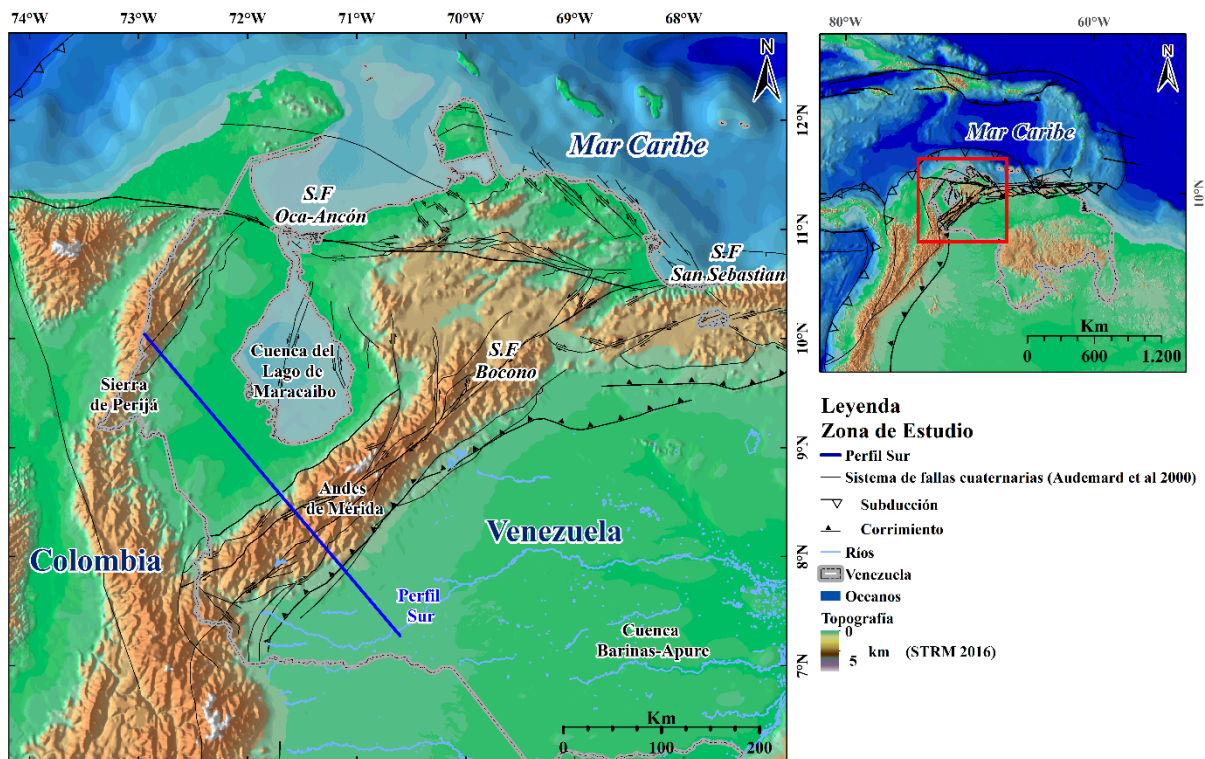 74°W 73°W 72°W 71°W 70°W 69°W 68°W
N
12°N
11°N
10°N
9°N
8°N
7°N
Mar Caribe
S.F
Oca-Ancón
S.F
San Sebastian
Cuenca del
Lago de
Maracaibo
S.F
Bocono
Sierra
de Perijá
Andes
de Mérida
Venezuela
Colombia
Perfil
Sur
Cuenca
Barinas-Apure
Km
0 100 200
80°W 60°W
N
Mar Caribe
10°N
Km
0 600 1.200
Leyenda
Zona de Estudio
Perfil Sur
Sistema de fallas cuaternarias (Audemard et al 2000)
Subducción
Corrimiento
Ríos
Venezuela
Oceanos
Topografía
0
km (STRM 2016)
5